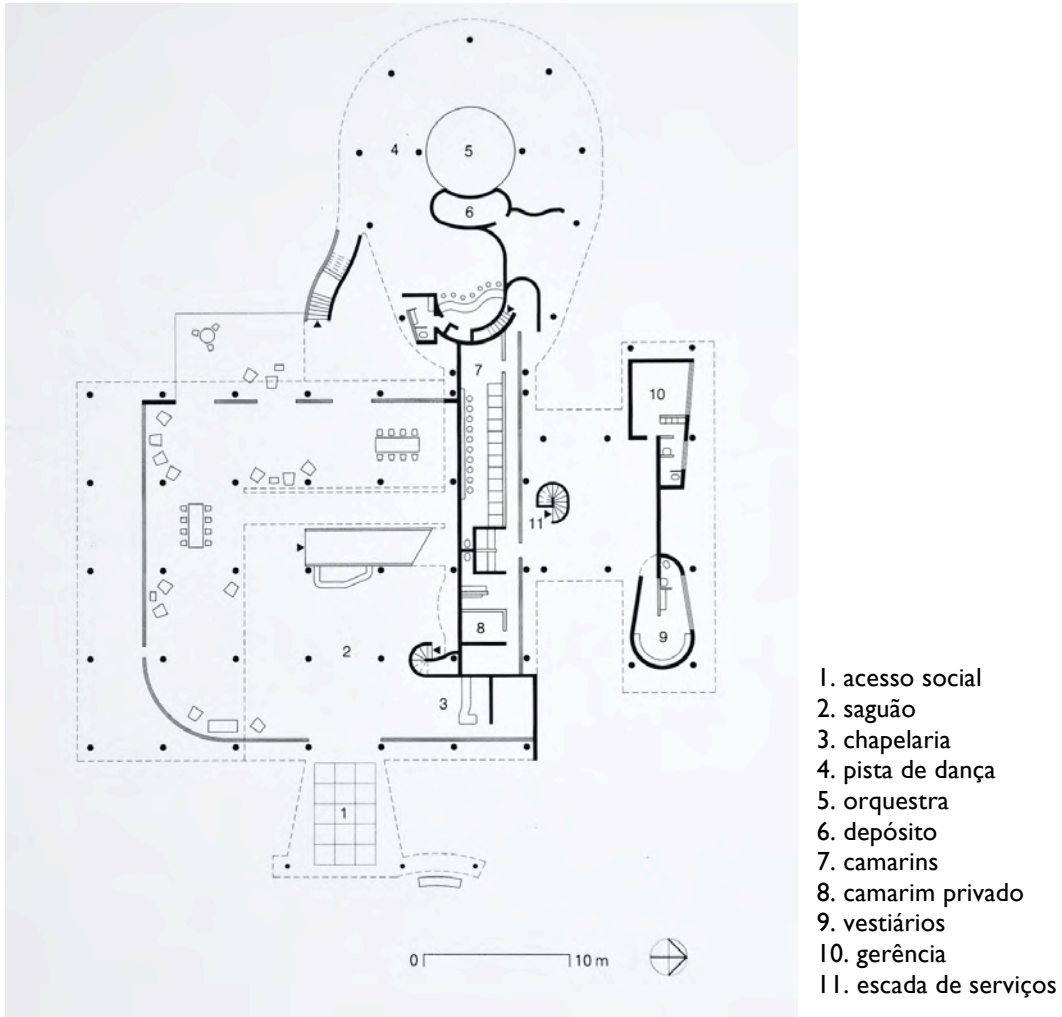 4
5
6
7
10
11
8
9
2
3
1
0
10 m
1. acesso social
2. saguão
3. chapelaria
4. pista de dança
5. orquestra
6. depósito
7. camarins
8. camarim privado
9. vestiários
10. gerência
11. escada de serviços